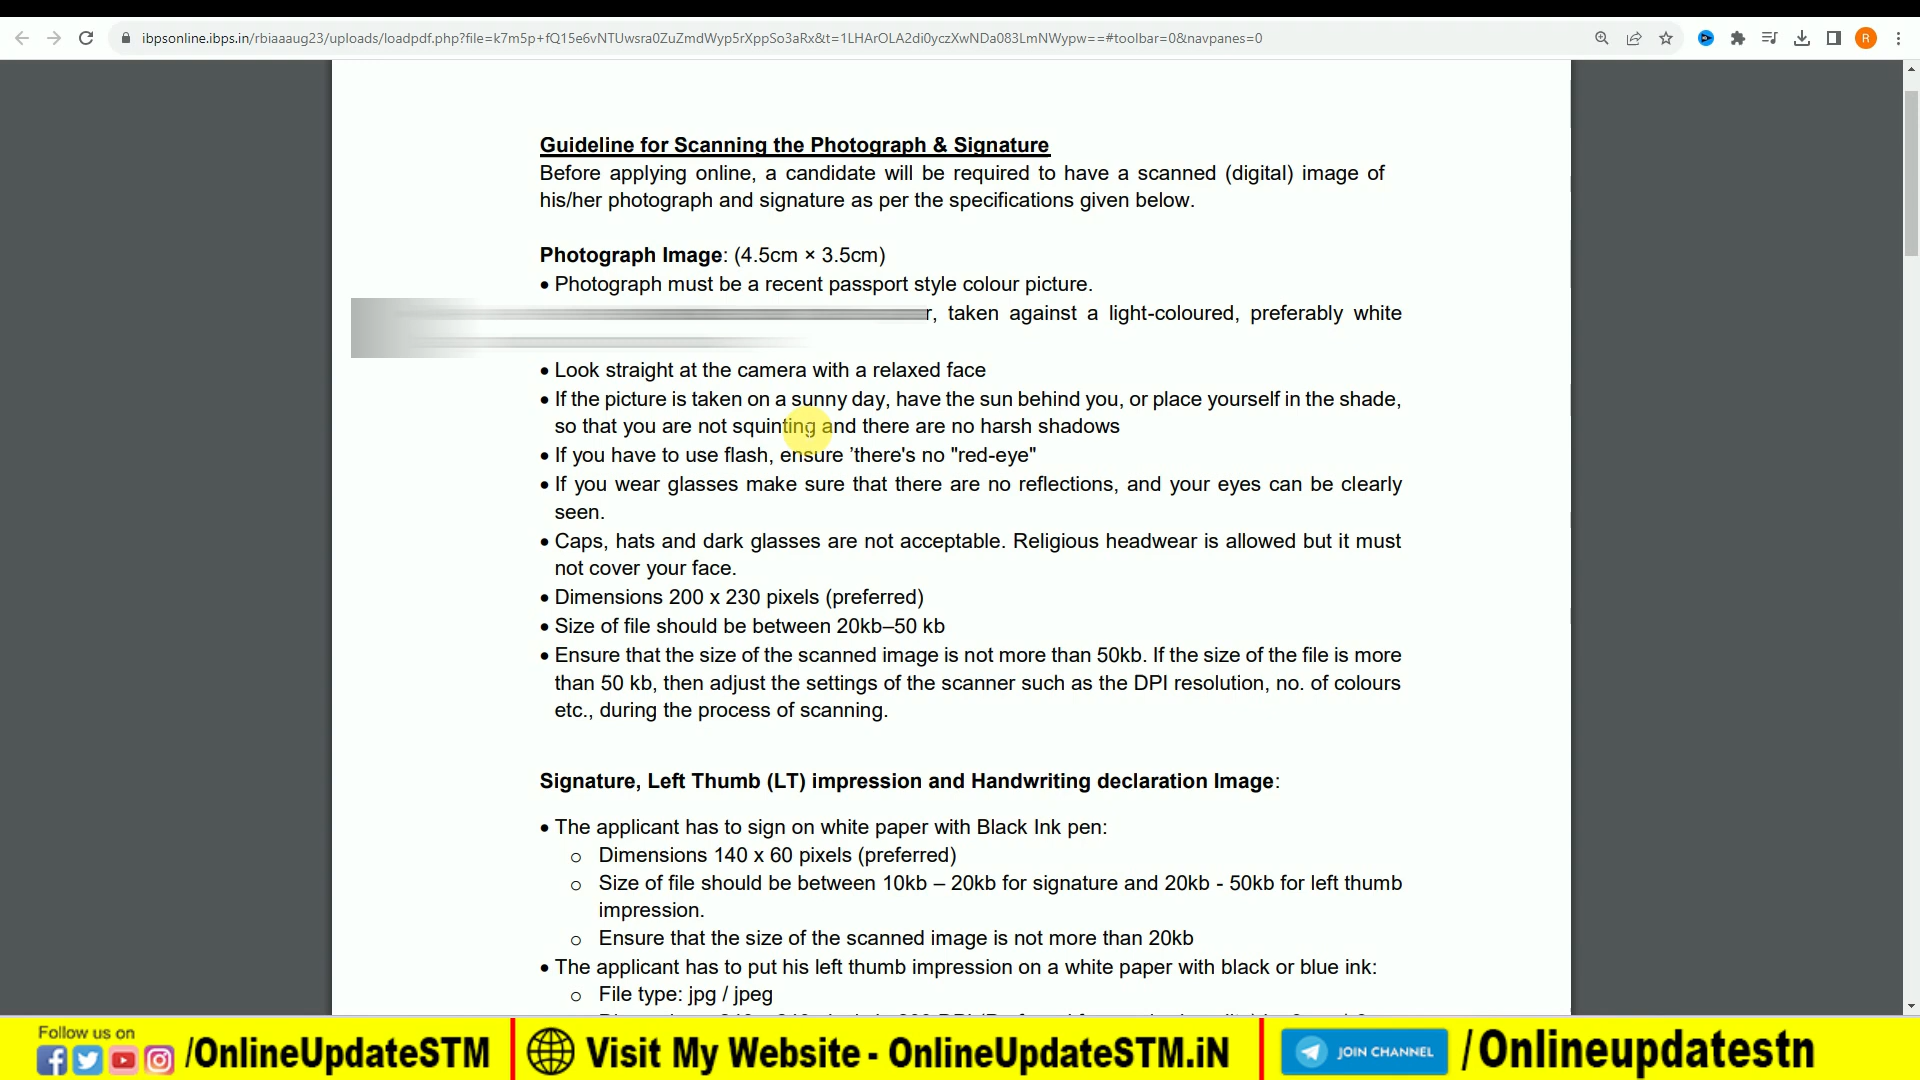 ibpsonline.ibps.in/rbiaaaug23/uploads/loadpdf.php?file=k7m5p+fQ15e6vNTUwsra0ZuZmdWyp5rXppSo3aRx&t=1LHArOLA2di0yczXwNDa083LmNWypw==#toolbar=0&navpanes=0
R
Guideline for Scanning the Photograph & Signature
Before applying online, a candidate will be required to have a scanned (digital) image of
his/her photograph and signature as per the specifications given below.
Photograph Image: (4.5cm × 3.5cm)
• Photograph must be a recent passport style colour picture.
r, taken against a light-coloured, preferably white
• Look straight at the camera with a relaxed face
• If the picture is taken on a sunny day, have the sun behind you, or place yourself in the shade,
so that you are not squinting and there are no harsh shadows
• If you have to use flash, ensure ’there's no "red-eye"
• If you wear glasses make sure that there are no reflections, and your eyes can be clearly
seen.
• Caps, hats and dark glasses are not acceptable. Religious headwear is allowed but it must
not cover your face.
• Dimensions 200 x 230 pixels (preferred)
• Size of file should be between 20kb–50 kb
• Ensure that the size of the scanned image is not more than 50kb. If the size of the file is more
than 50 kb, then adjust the settings of the scanner such as the DPI resolution, no. of colours
etc., during the process of scanning.
Signature, Left Thumb (LT) impression and Handwriting declaration Image:
• The applicant has to sign on white paper with Black Ink pen:
o Dimensions 140 x 60 pixels (preferred)
o Size of file should be between 10kb – 20kb for signature and 20kb - 50kb for left thumb
impression.
o Ensure that the size of the scanned image is not more than 20kb
• The applicant has to put his left thumb impression on a white paper with black or blue ink:
o File type: jpg / jpeg
Follow us on
/OnlineUpdateSTM
Visit My Website - OnlineUpdateSTM.iN
JOIN CHANNEL
/Onlineupdatestn